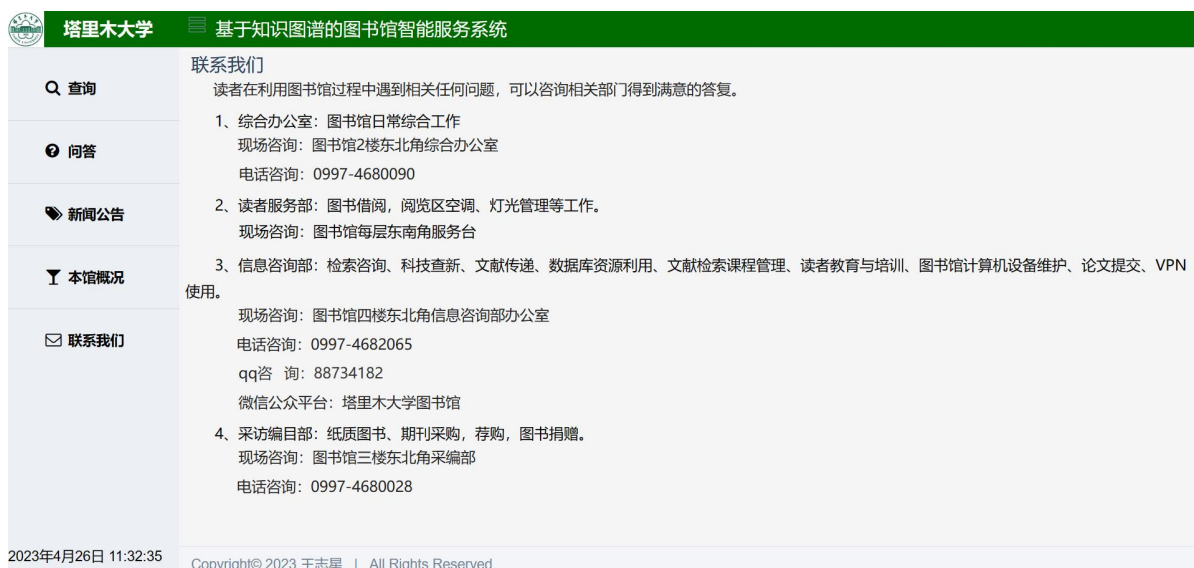 塔里木大学
基于知识图谱的图书馆智能服务系统
查询
问答
新闻公告
本馆概况
联系我们
2023年4月26日 11:32:35
联系我们
读者在利用图书馆过程中遇到相关任何问题，可以咨询相关部门得到满意的答复。
1、综合办公室：图书馆日常综合工作
现场咨询：图书馆2楼东北角综合办公室
电话咨询：0997-4680090
2、读者服务部：图书借阅，阅览区空调、灯光管理等工作。
现场咨询：图书馆每层东南角服务台
3、信息咨询部：检索咨询、科技查新、文献传递、数据库资源利用、文献检索课程管理、读者教育与培训、图书馆计算机设备维护、论文提交、VPN
使用。
现场咨询：图书馆四楼东北角信息咨询部办公室
电话咨询：0997-4682065
qq咨 询：88734182
微信公众平台：塔里木大学图书馆
4、采访编目部：纸质图书、期刊采购，荐购，图书捐赠。
现场咨询：图书馆三楼东北角采编部
电话咨询：0997-4680028
Copyright© 2023 王志星 | All Rights Reserved